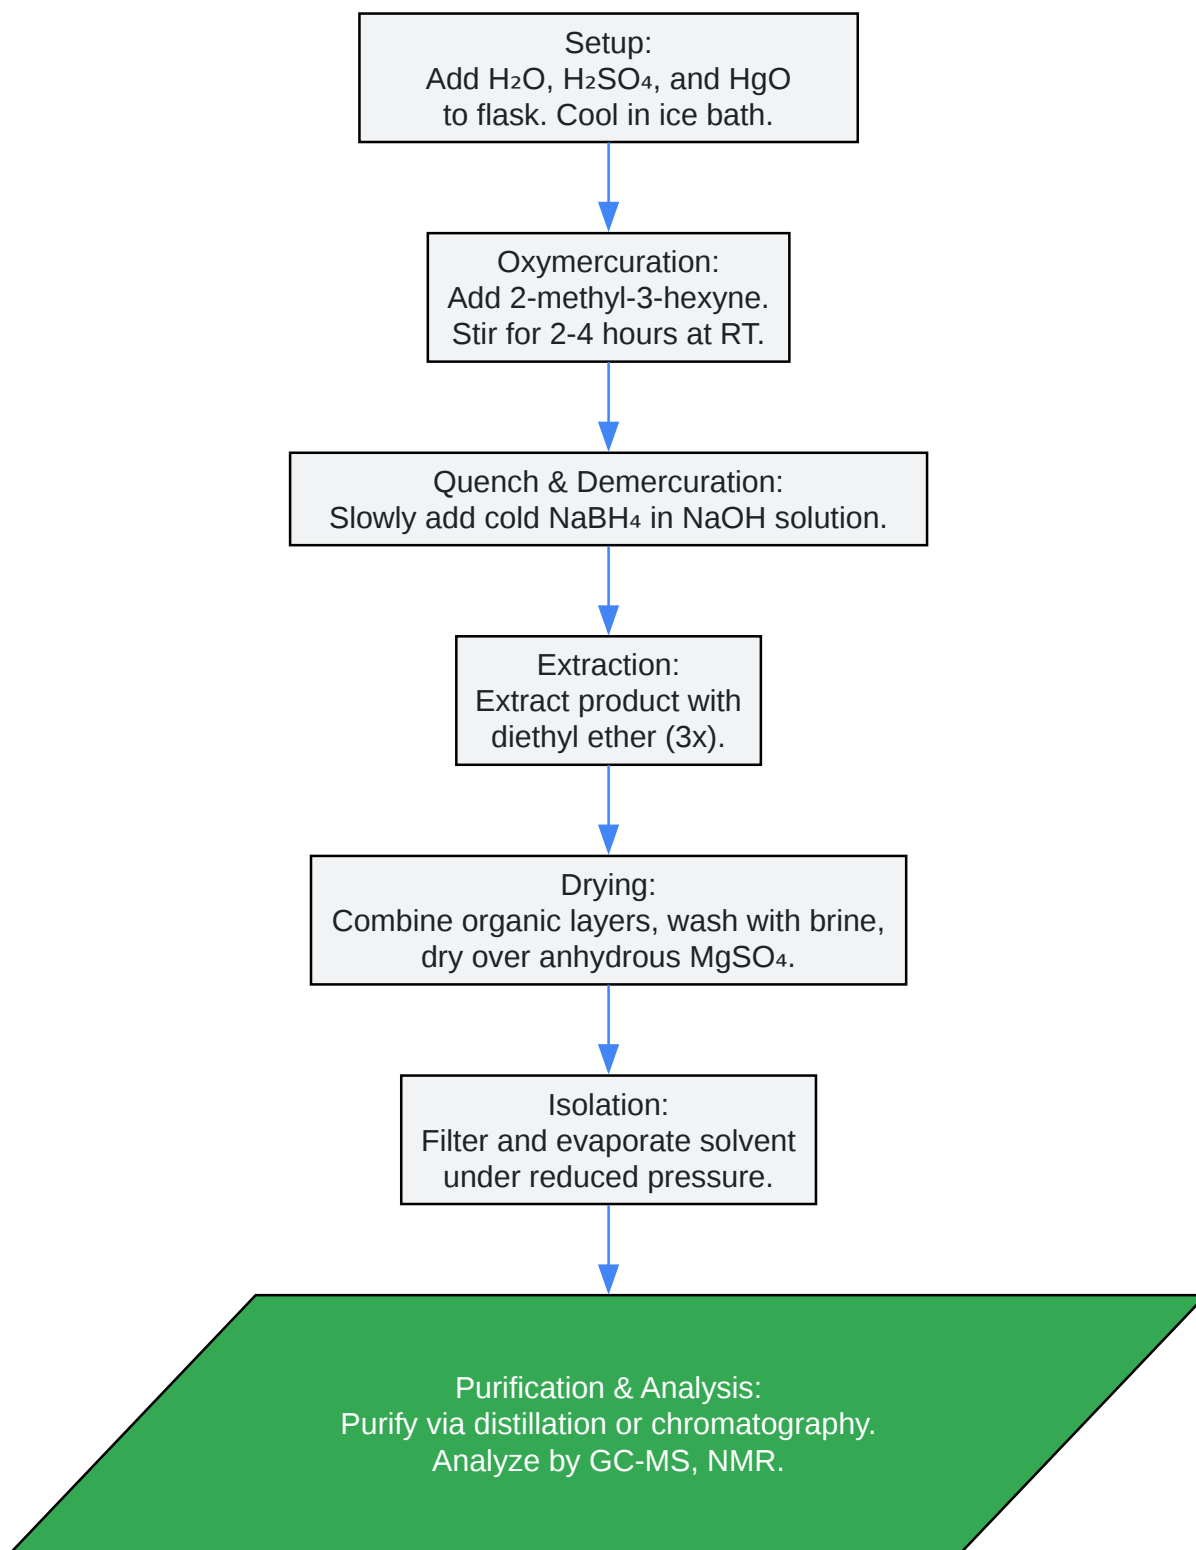 Setup:
Add H₂O, H₂SO₄, and HgO
to flask. Cool in ice bath.
Oxymercuration:
Add 2-methyl-3-hexyne.
Stir for 2-4 hours at RT.
Quench & Demercuration:
Slowly add cold NaBH₄ in NaOH solution.
Extraction:
Extract product with
diethyl ether (3x).
Drying:
Combine organic layers, wash with brine,
dry over anhydrous MgSO₄.
Isolation:
Filter and evaporate solvent
under reduced pressure.
Purification & Analysis:
Purify via distillation or chromatography.
Analyze by GC-MS, NMR.